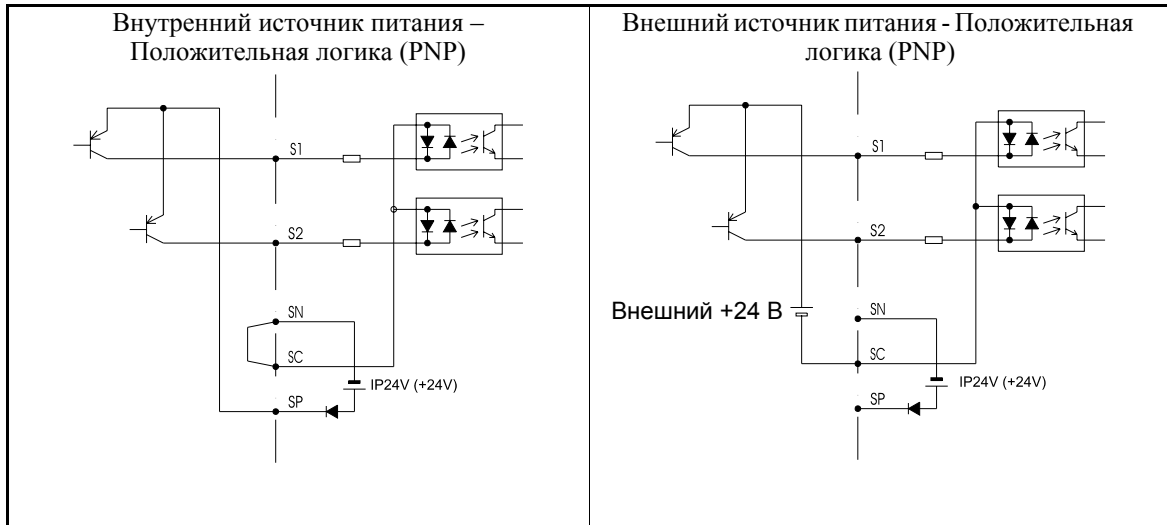 Внутренний источник питания –
Положительная логика (PNP)
S1
S2
SN
SC
IP24V (+24V)
SP
Внешний источник питания - Положительная
логика (PNP)
S1
S2
Внешний +24 В
SN
SC
IP24V (+24V)
SP